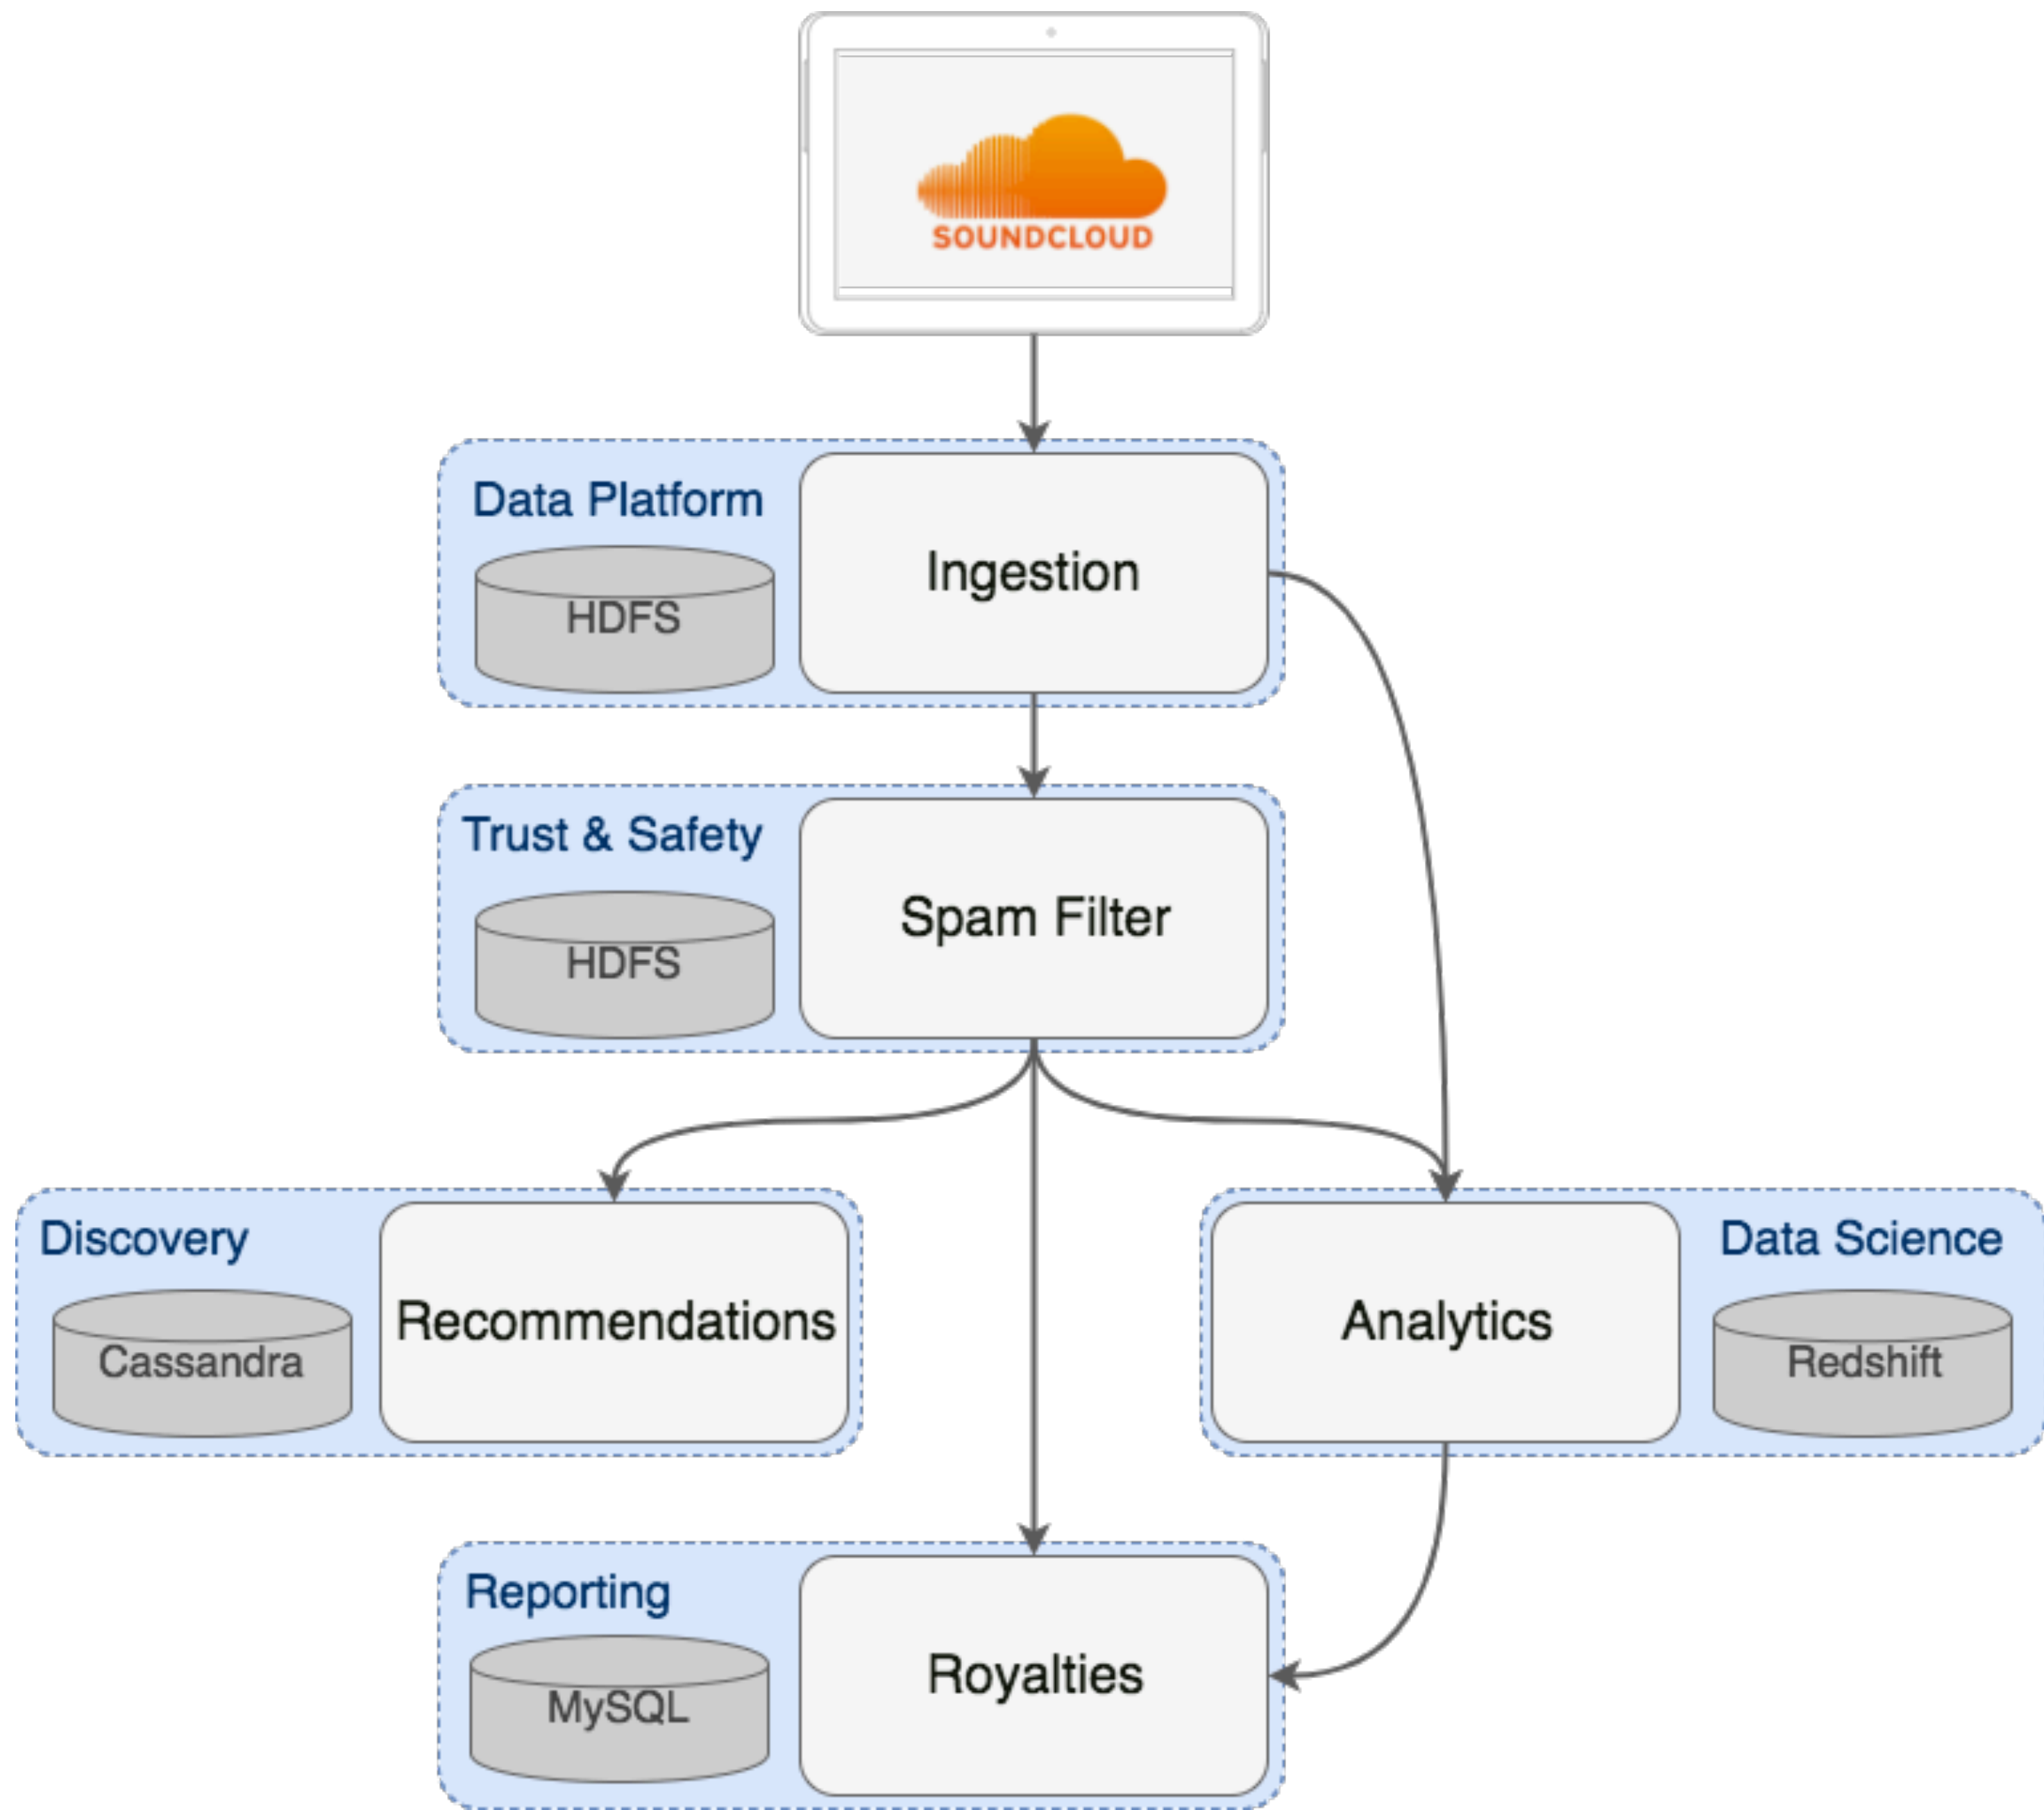 SOUNDCLOUD
Data Platform
HDFS
Ingestion
Trust & Safety
HDFS
Spam Filter
Discovery
Cassandra
Recommendations
Analytics
Data Science
Redshift
Reporting
MySQL
Royalties